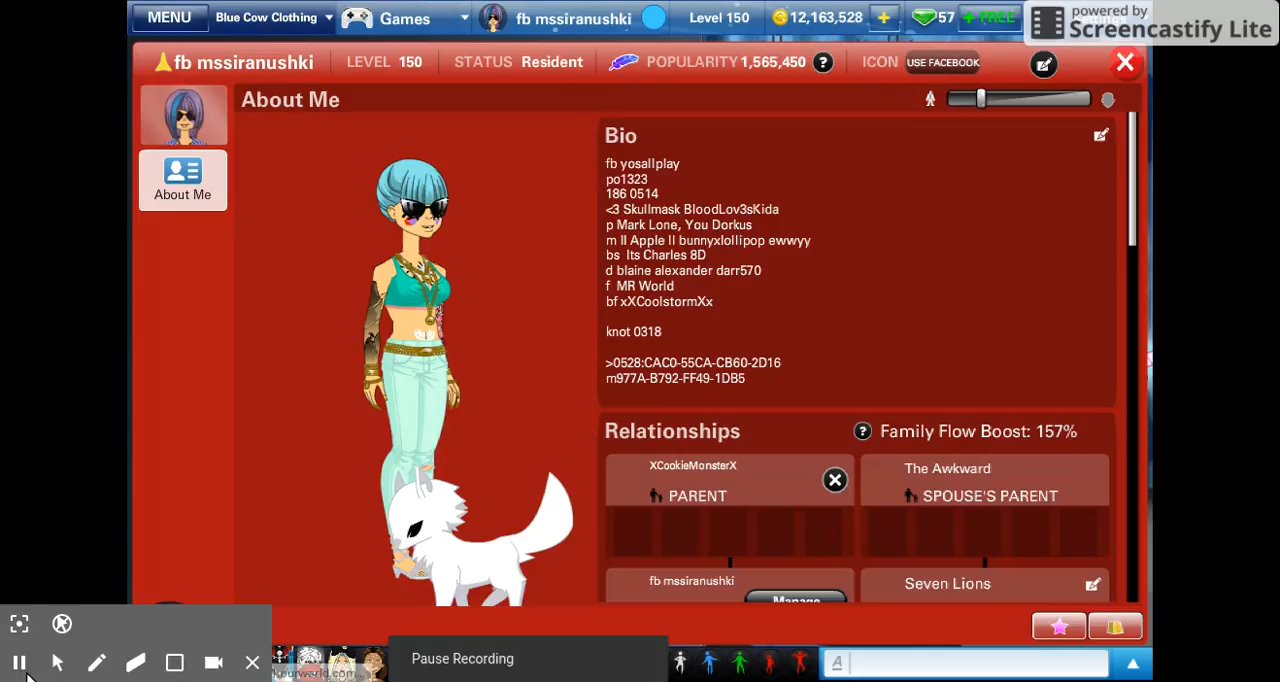 MENU Blue Cow Clothing Games fb mssiranushki Level 150 12,163,528 + 57 + FREE
powered by
Screencastify Lite
fb mssiranushki LEVEL 150 STATUS Resident POPULARITY 1,565,450 ? ICON USE FACEBOOK
About Me
About Me
Bio
fb yosallplay
po1323
186 0514
<3 Skullmask BloodLov3sKida
p Mark Lone, You Dorkus
m ll Apple ll bunnyxlollipop ewwyy
bs Its Charles 8D
d blaine alexander darr570
f MR World
bf xXCoolstormXx
knot 0318
>0528:CAC0-55CA-CB60-2D16
m977A-B792-FF49-1DB5
Relationships ? Family Flow Boost: 157%
XCookieMonsterX
PARENT
The Awkward
SPOUSE'S PARENT
fb mssiranushki
Manage
Seven Lions
Pause Recording
A